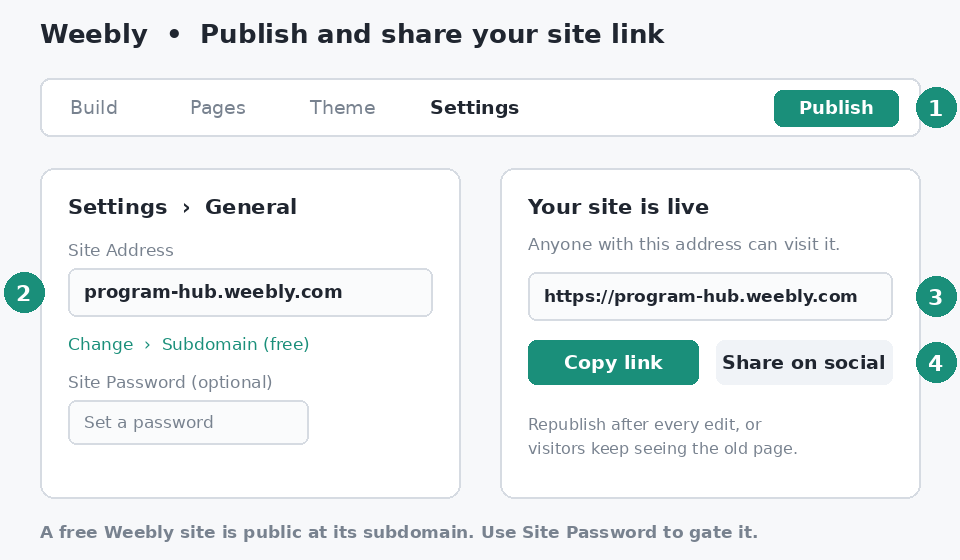 Weebly • Publish and share your site link
Build Pages Theme Settings Publish 1
Settings › General
Site Address
2 program-hub.weebly.com
Change › Subdomain (free)
Site Password (optional)
Set a password
Your site is live
Anyone with this address can visit it.
https://program-hub.weebly.com 3
Copy link Share on social 4
Republish after every edit, or
visitors keep seeing the old page.
A free Weebly site is public at its subdomain. Use Site Password to gate it.